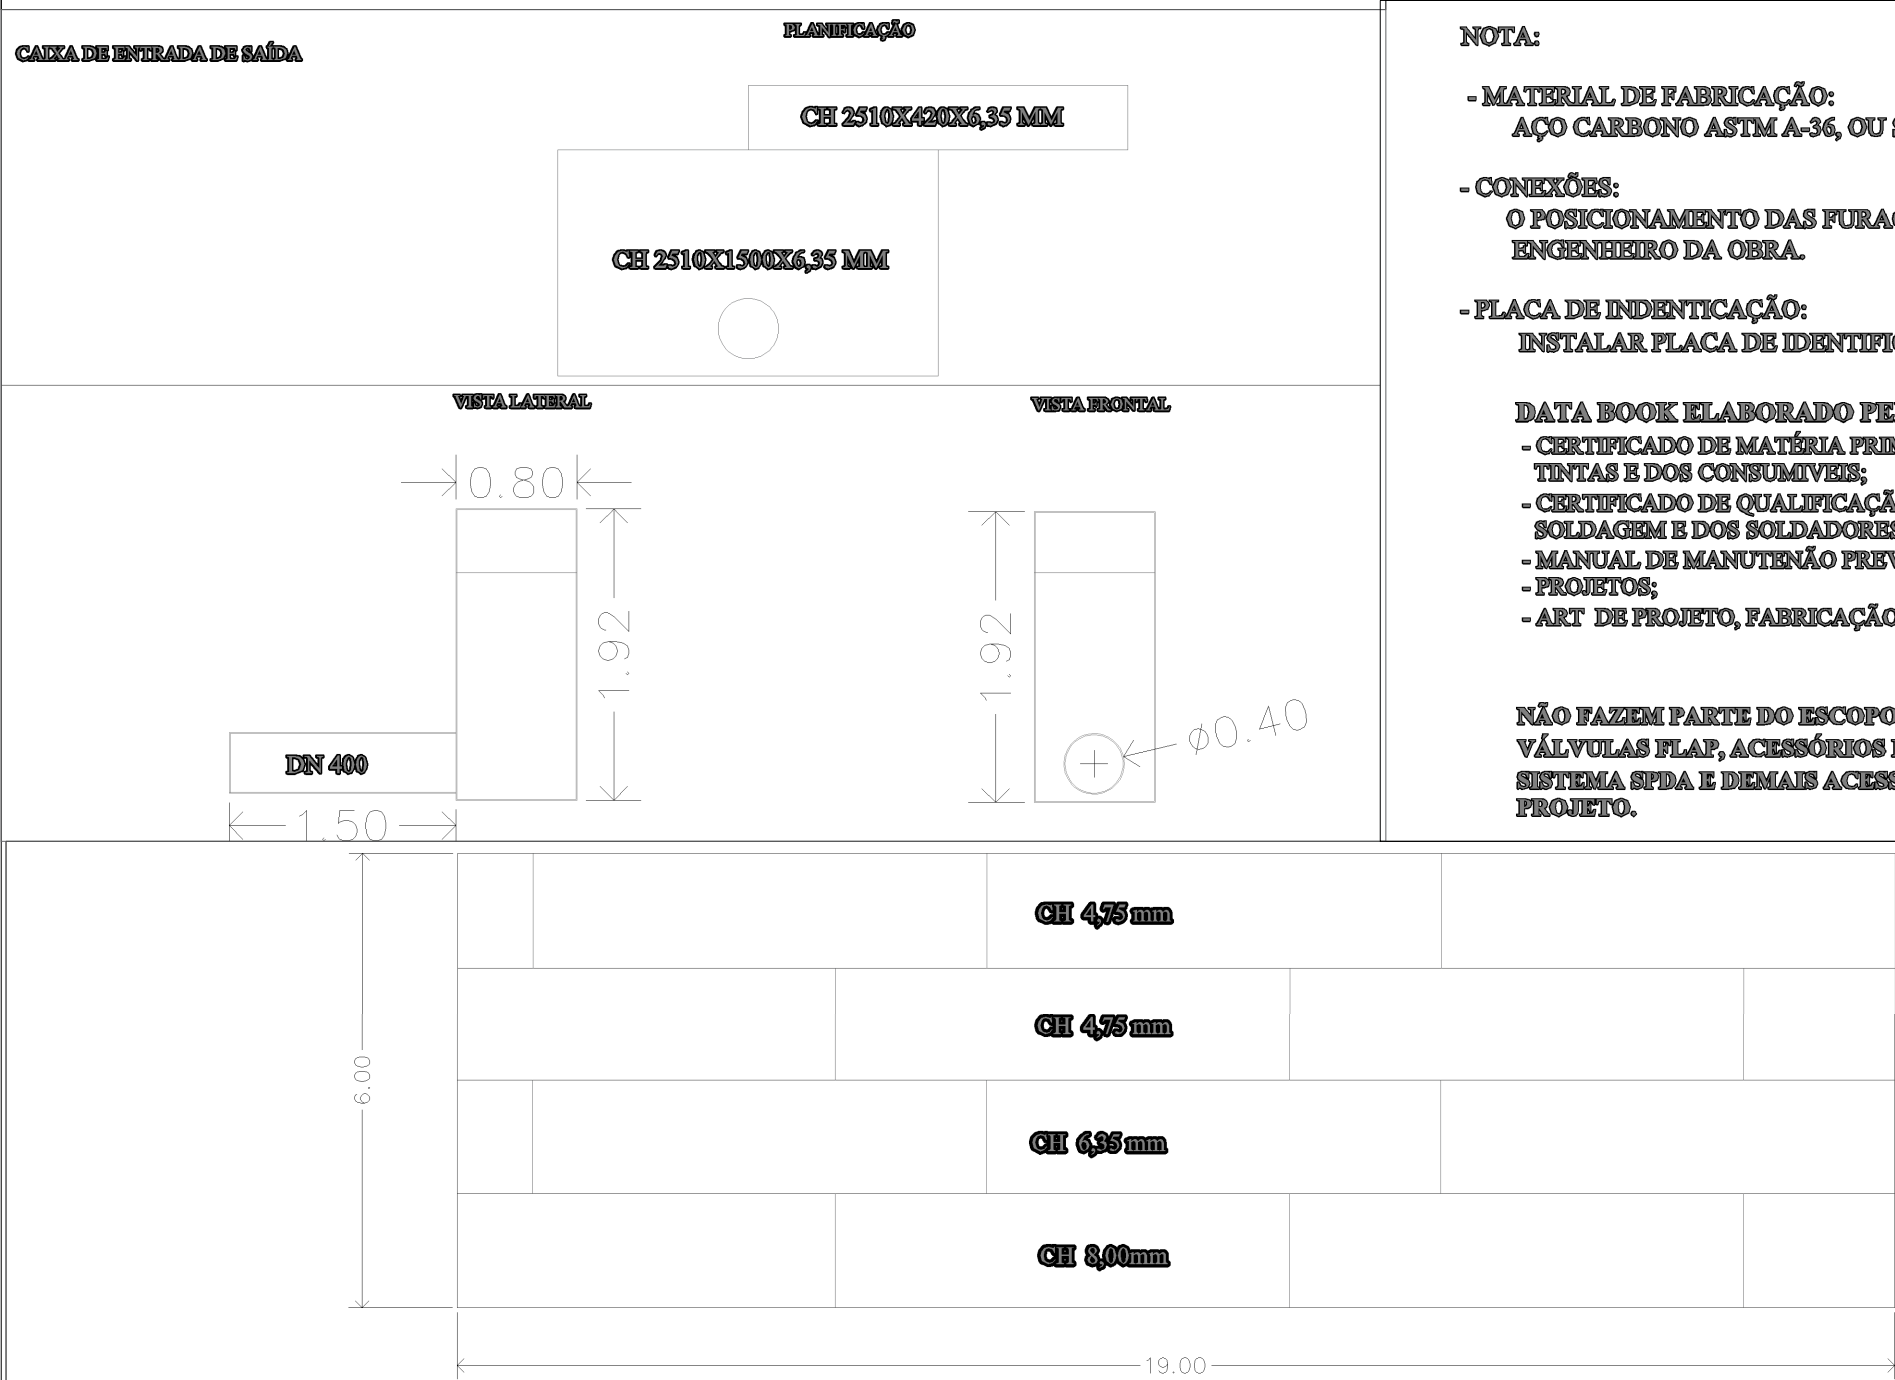 PLANIFICAÇÃO
CAIXA DE ENTRADA DE SAÍDA
CH 2510X420X6,35 MM
CH 2510X1500X6,35 MM
VISTA LATERAL
VISTA FRONTAL
0.80
1.92
DN 400
1.50
1.92
ø0.40
NOTA:
- MATERIAL DE FABRICAÇÃO:
AÇO CARBONO ASTM A-36, OU
- CONEXÕES:
O POSICIONAMENTO DAS
ENGENHEIRO DA OBRA.
- PLACA DE INDENTICAÇÃO:
INSTALAR PLACA DE
DATA BOOK ELABORADO
- CERTIFICADO DE MATÉRIA
TINTAS E DOS CONSUMIVEIS;
- CERTIFICADO DE
SOLDAGEM E DOS SOLDADORES
- MANUAL DE MANUTENÃO
- PROJETOS;
- ART DE PROJETO, FABRICAÇÃO
NÃO FAZEM PARTE DO ESCOPO
VÁLVULAS FLAP, ACESSÓRIOS
SISTEMA SPDA E DEMAIS
PROJETO.
CH 4,75 mm
CH 4,75 mm
6.00
CH 6,35 mm
CH 8,00mm
19.00